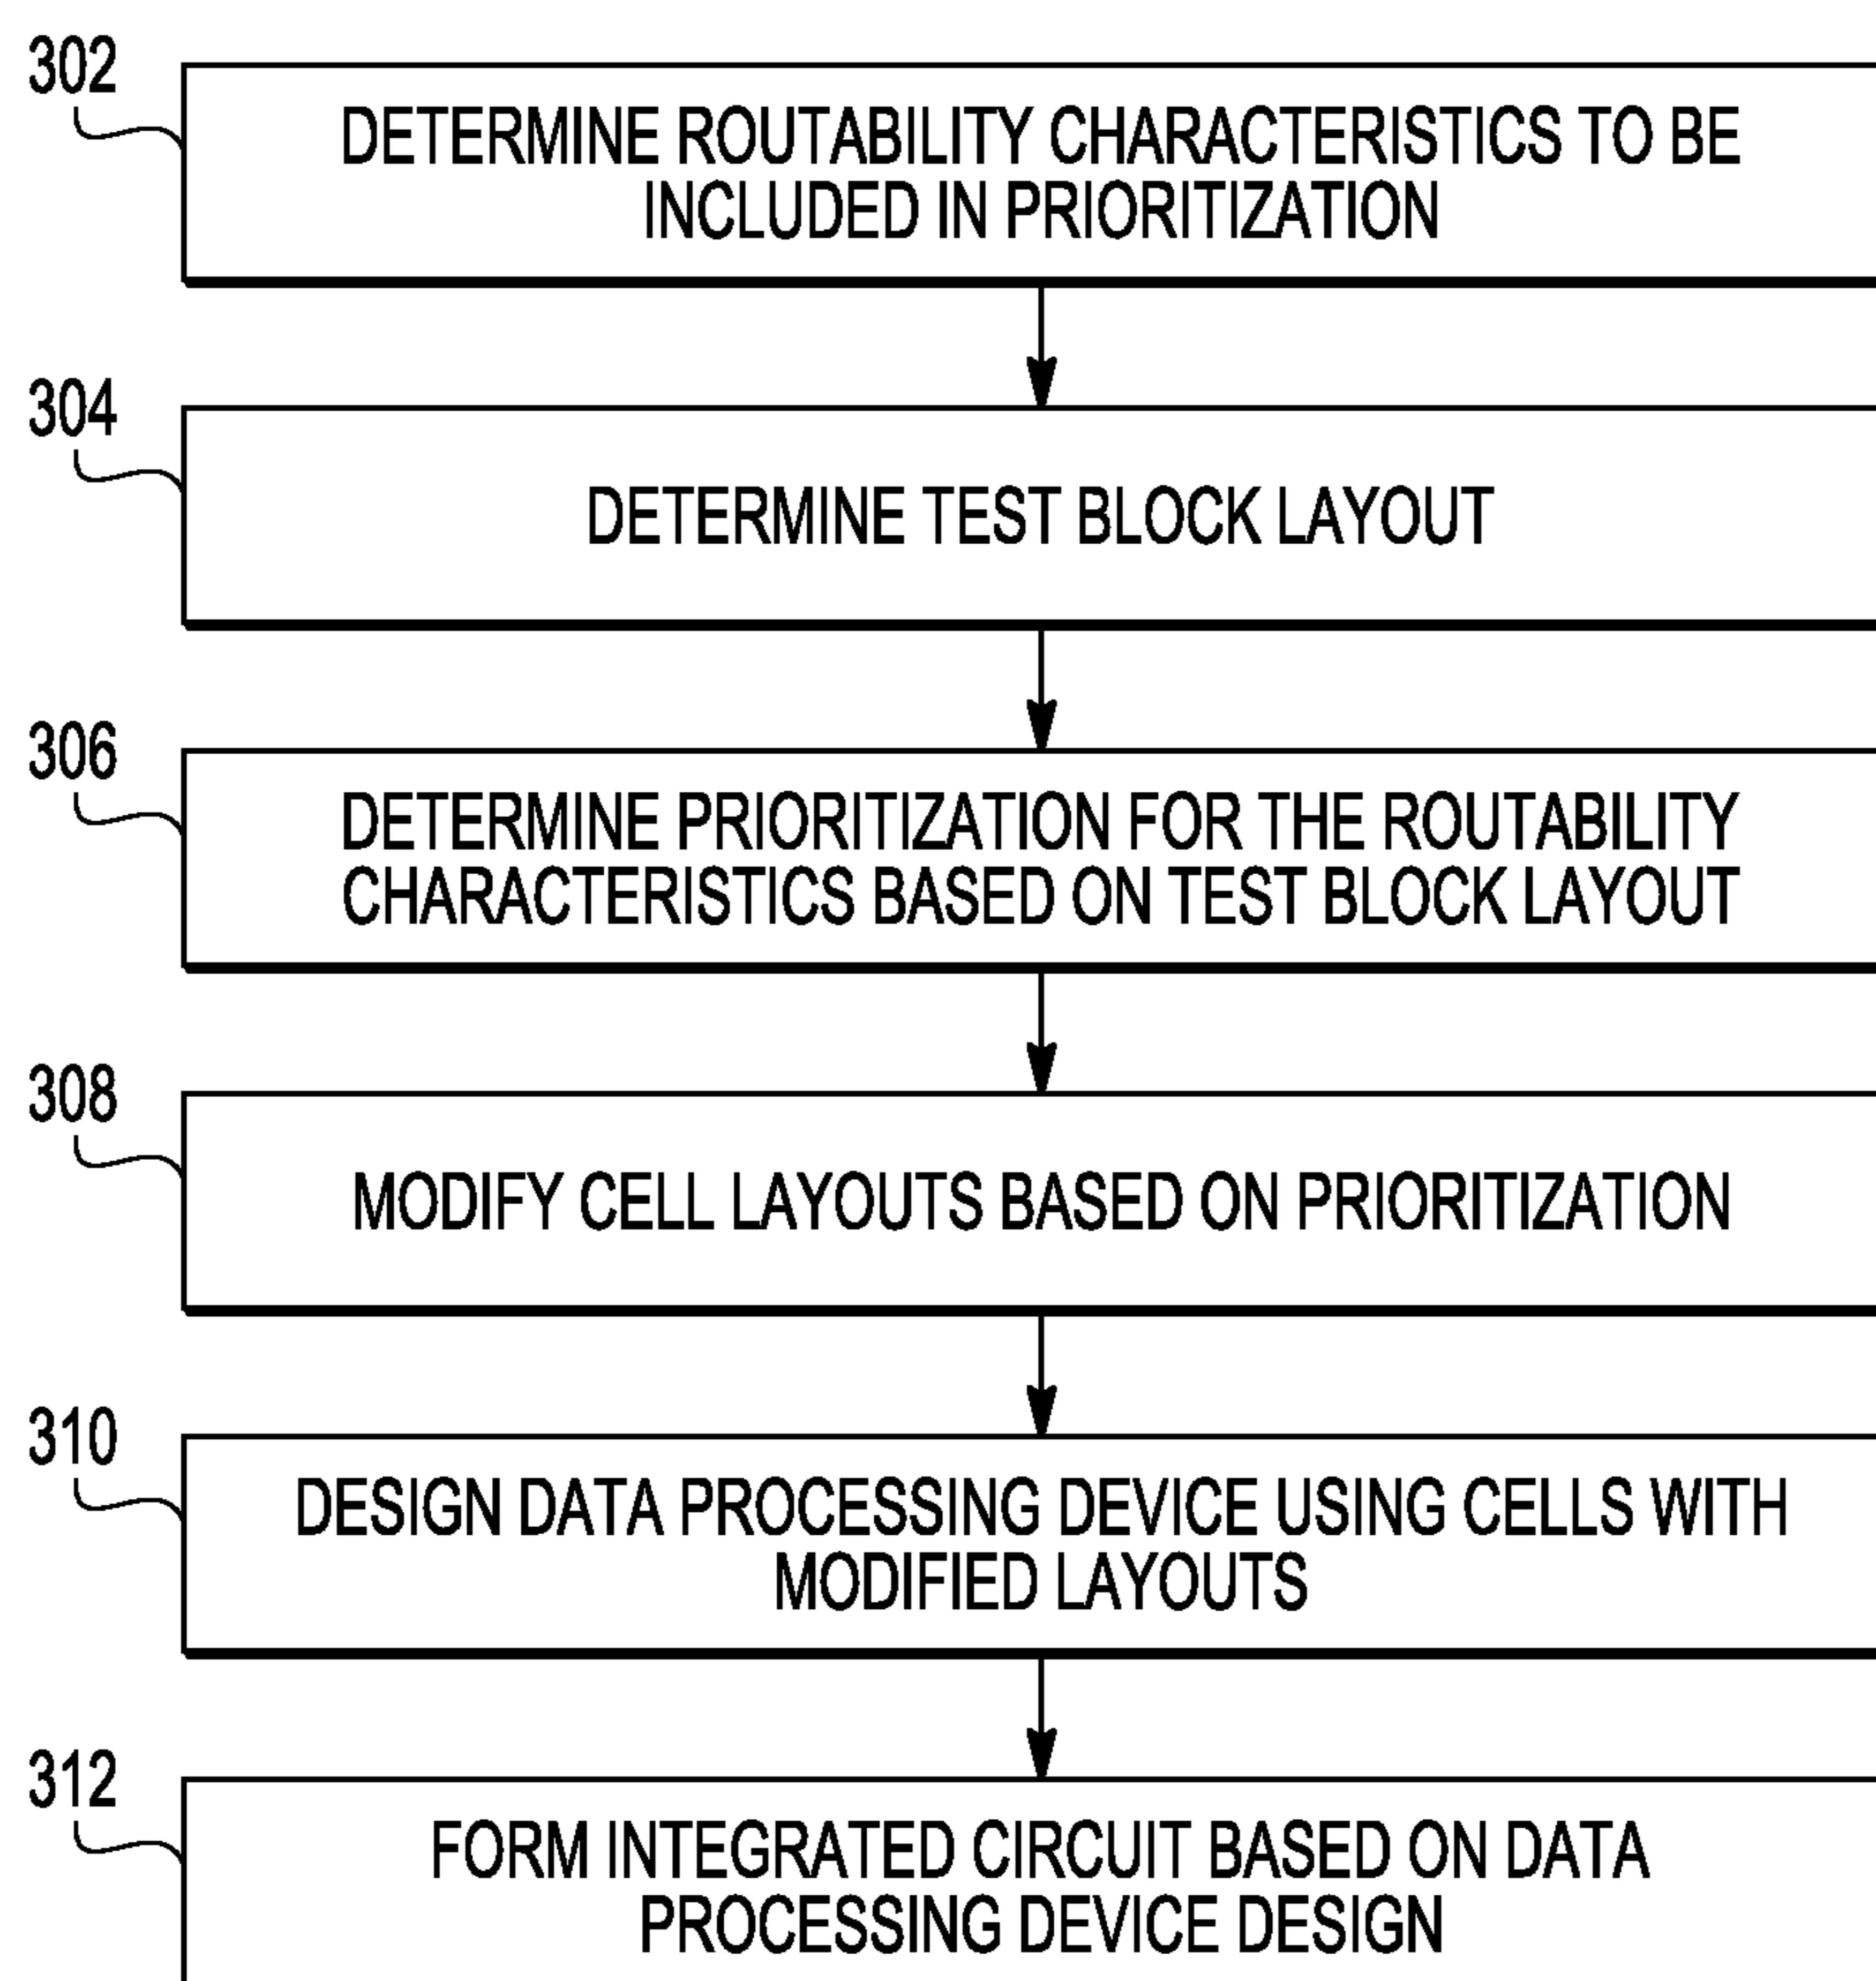 302
DETERMINE ROUTABILITY CHARACTERISTICS TO BE
INCLUDED IN PRIORITIZATION
304
DETERMINE TEST BLOCK LAYOUT
306
DETERMINE PRIORITIZATION FOR THE ROUTABILITY
CHARACTERISTICS BASED ON TEST BLOCK LAYOUT
308
MODIFY CELL LAYOUTS BASED ON PRIORITIZATION
310
DESIGN DATA PROCESSING DEVICE USING CELLS WITH
MODIFIED LAYOUTS
312
FORM INTEGRATED CIRCUIT BASED ON DATA
PROCESSING DEVICE DESIGN